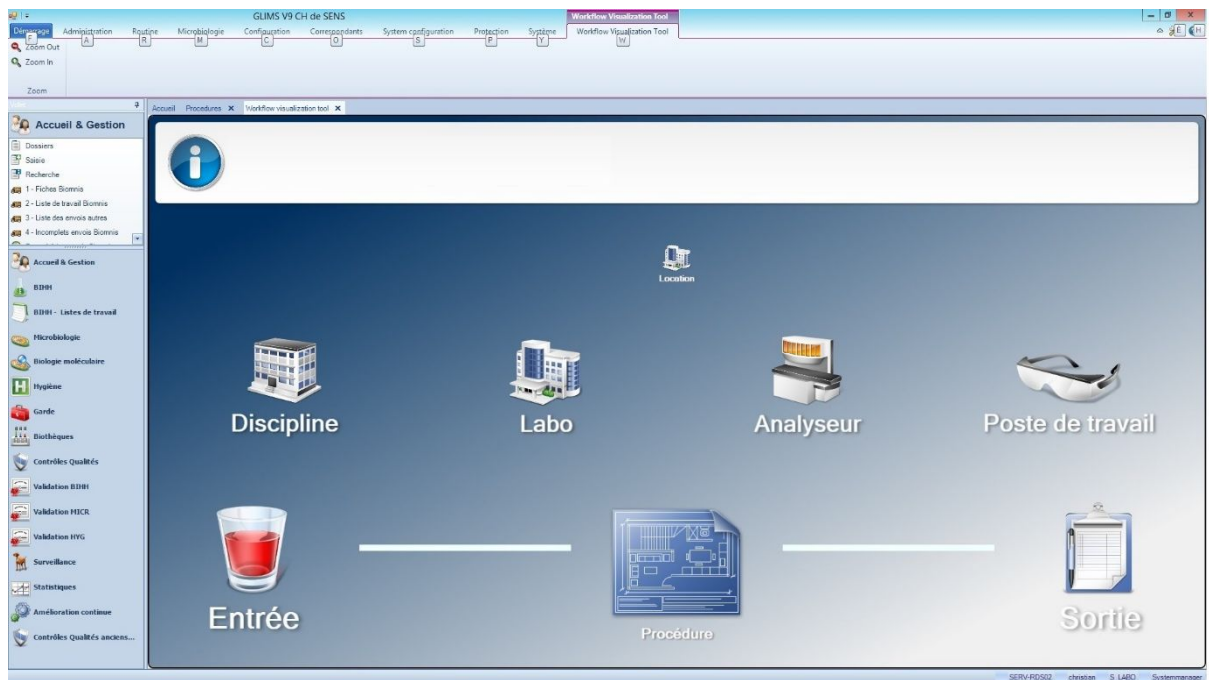 GLIMS V9 CH de SENS
Workflow Visualization Tool
Démarrage Administration Routine Microbiologie Configuration Correspondants System configuration Protection Système Workflow Visualization Tool
F A R M C O S P Y W E H
Zoom Out
Zoom In
Zoom
Accueil Procedures X Workflow visualization tool X
Accueil & Gestion
Dossiers
Saisie
Recherche
1 - Fiches Biomnis
2 - Liste de travail Biomnis
3 - Liste des envois autres
4 - Incomplets envois Biomnis
Accueil & Gestion
BIHH
BIHH - Listes de travail
Microbiologie
Biologie moléculaire
Hygiène
Garde
Biothèques
Contrôles Qualités
Validation BIHH
Validation MICR
Validation HYG
Surveillance
Statistiques
Amélioration continue
Contrôles Qualités anciens...
Location
Discipline
Labo
Analyseur
Poste de travail
Entrée
Procédure
Sortie
SERV-RDS02 christian S_LABO Systemmanager